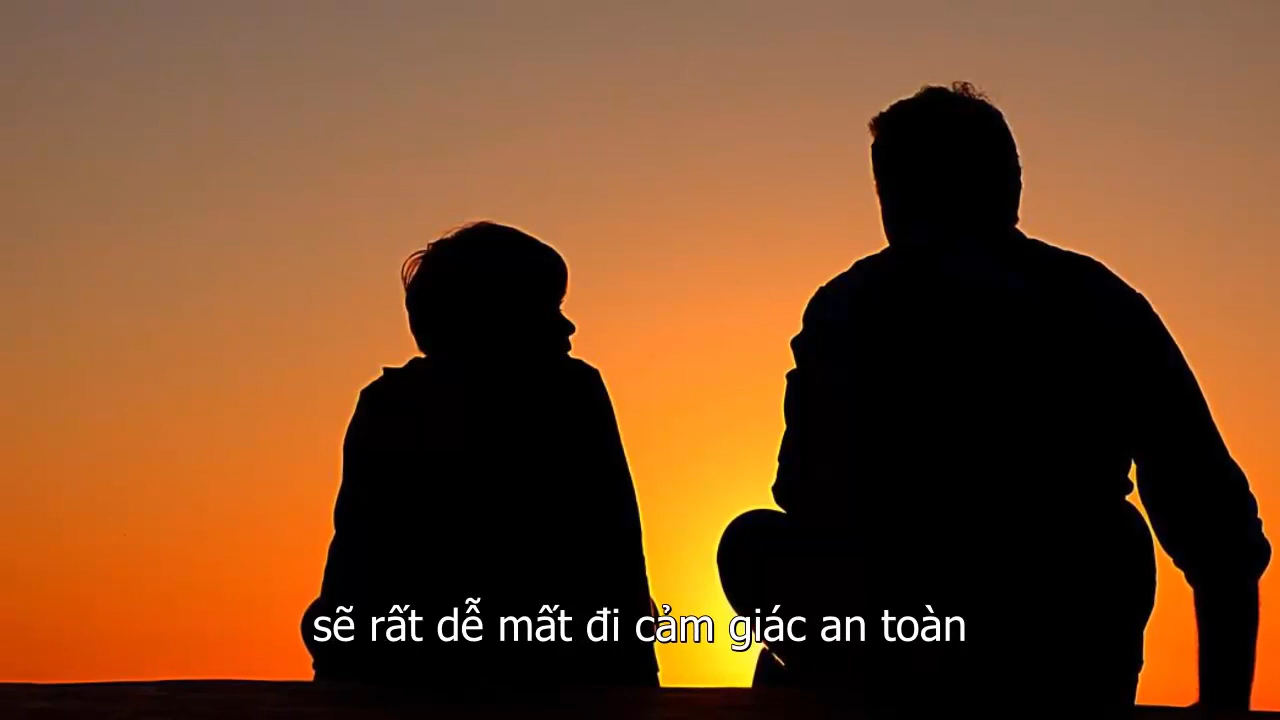 sẽ rất dễ mất đi cảm giác an toàn